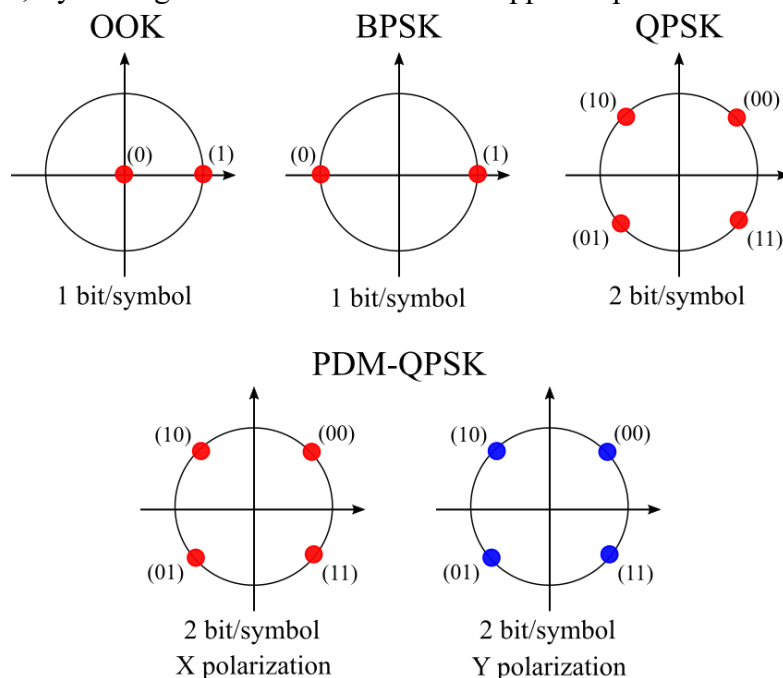 OOK
BPSK
QPSK
(0)
(1)
(0)
(1)
(10)
(00)
(01)
(11)
1 bit/symbol
1 bit/symbol
2 bit/symbol
PDM-QPSK
(10)
(00)
(01)
(11)
(10)
(00)
(01)
(11)
2 bit/symbol
X polarization
2 bit/symbol
Y polarization